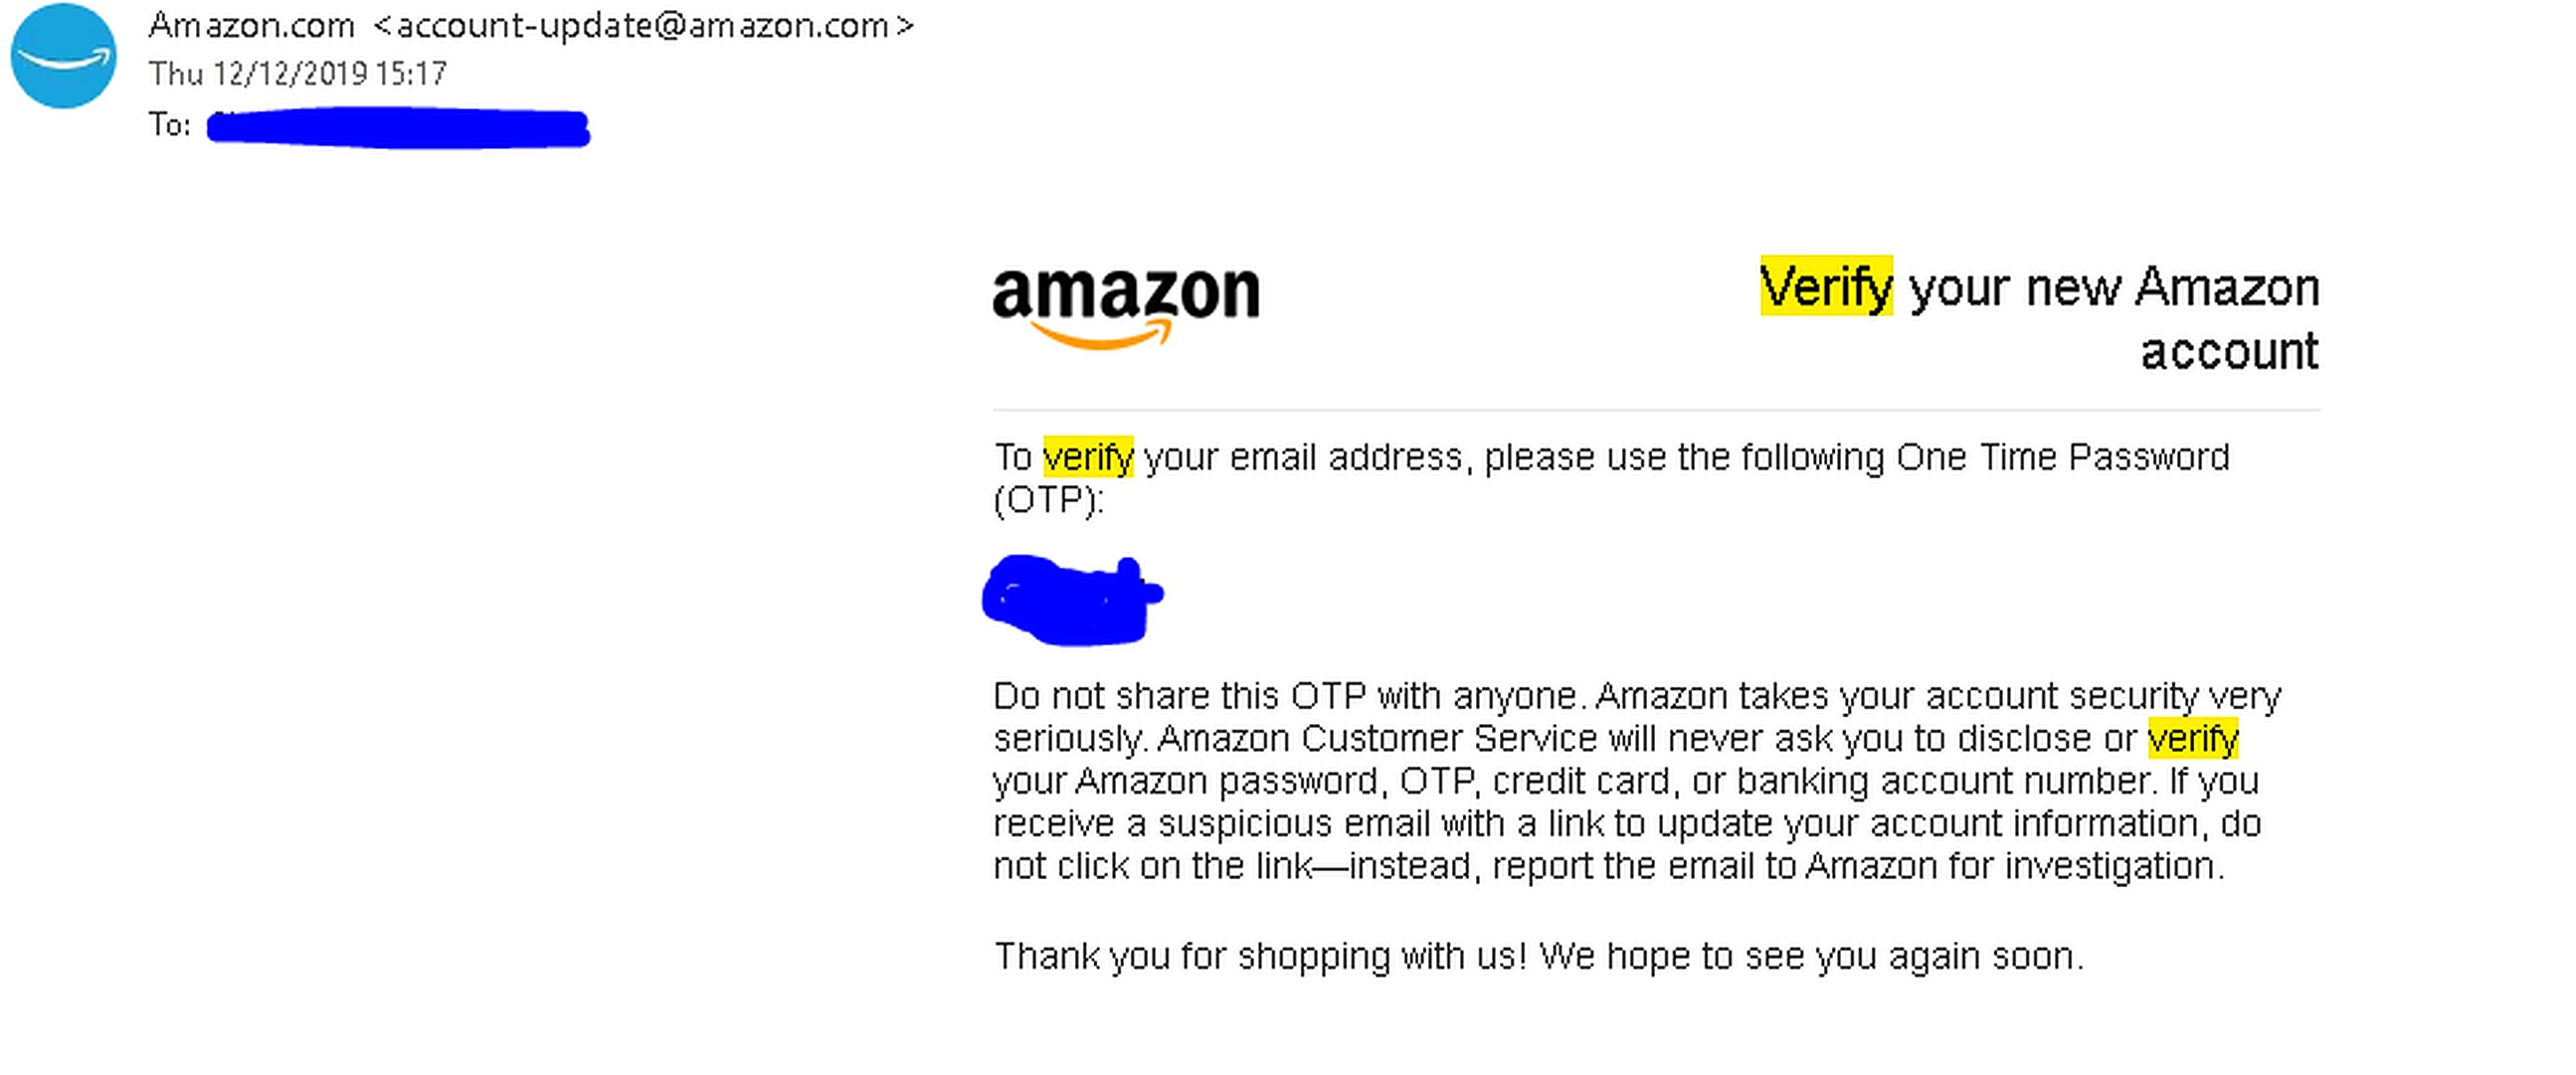 Amazon.com <account-update@amazon.com>
Thu 12/12/2019 15:17
To:
amazon
Verify your new Amazon
account
To verify your email address, please use the following One Time Password
(OTP):
Do not share this OTP with anyone. Amazon takes your account security very
seriously. Amazon Customer Service will never ask you to disclose or verify
your Amazon password, OTP, credit card, or banking account number. If you
receive a suspicious email with a link to update your account information, do
not click on the link—instead, report the email to Amazon for investigation.
Thank you for shopping with us! We hope to see you again soon.